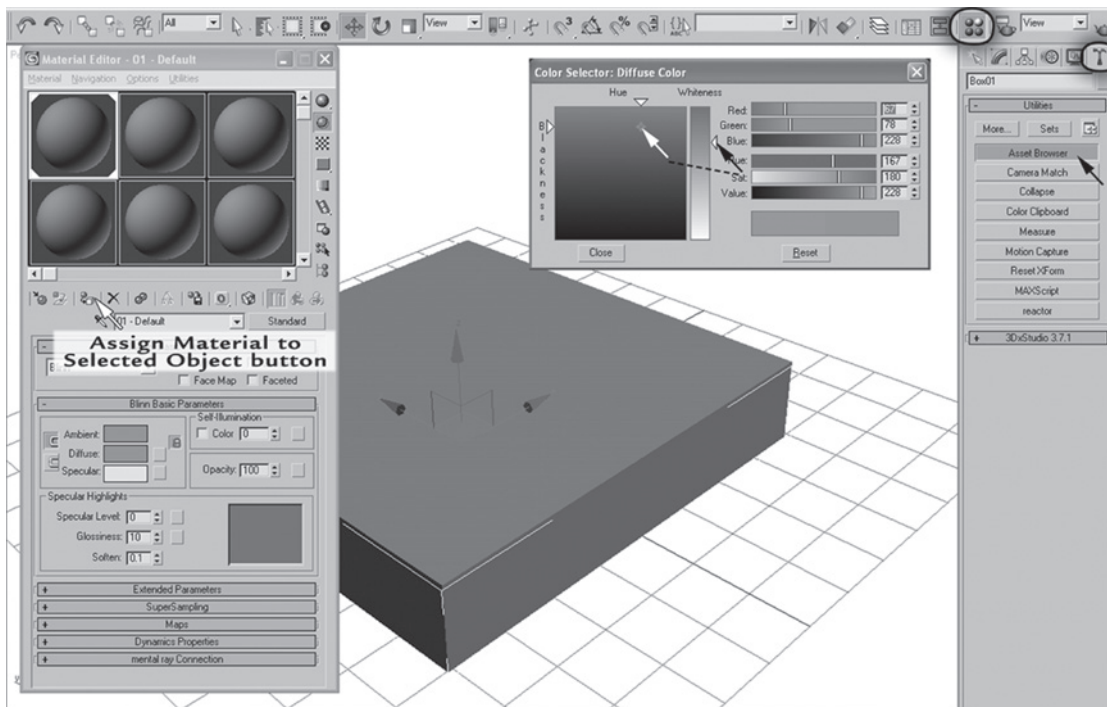 All
View
View
Material Editor - 01 - Default
Material Navigation Options Utilities
01 - Default
Standard
Assign Material to
Selected Object button
Face Map
Faceted
Blinn Basic Parameters
Ambient:
Diffuse:
Specular:
Self-Illumination
Color 0
Opacity: 100
Specular Highlights
Specular Level: 0
Glossiness: 10
Soften: 0.1
Extended Parameters
SuperSampling
Maps
Dynamics Properties
mental ray Connection
Color Selector: Diffuse Color
Hue
Whiteness
Blackness
Red:
Green: 78
Blue: 228
Hue: 167
Sat: 180
Value: 228
Close
Reset
Box01
Utilities
More...
Sets
Asset Browser
Camera Match
Collapse
Color Clipboard
Measure
Motion Capture
Reset XForm
MAXScript
reactor
3DxStudio 3.7.1